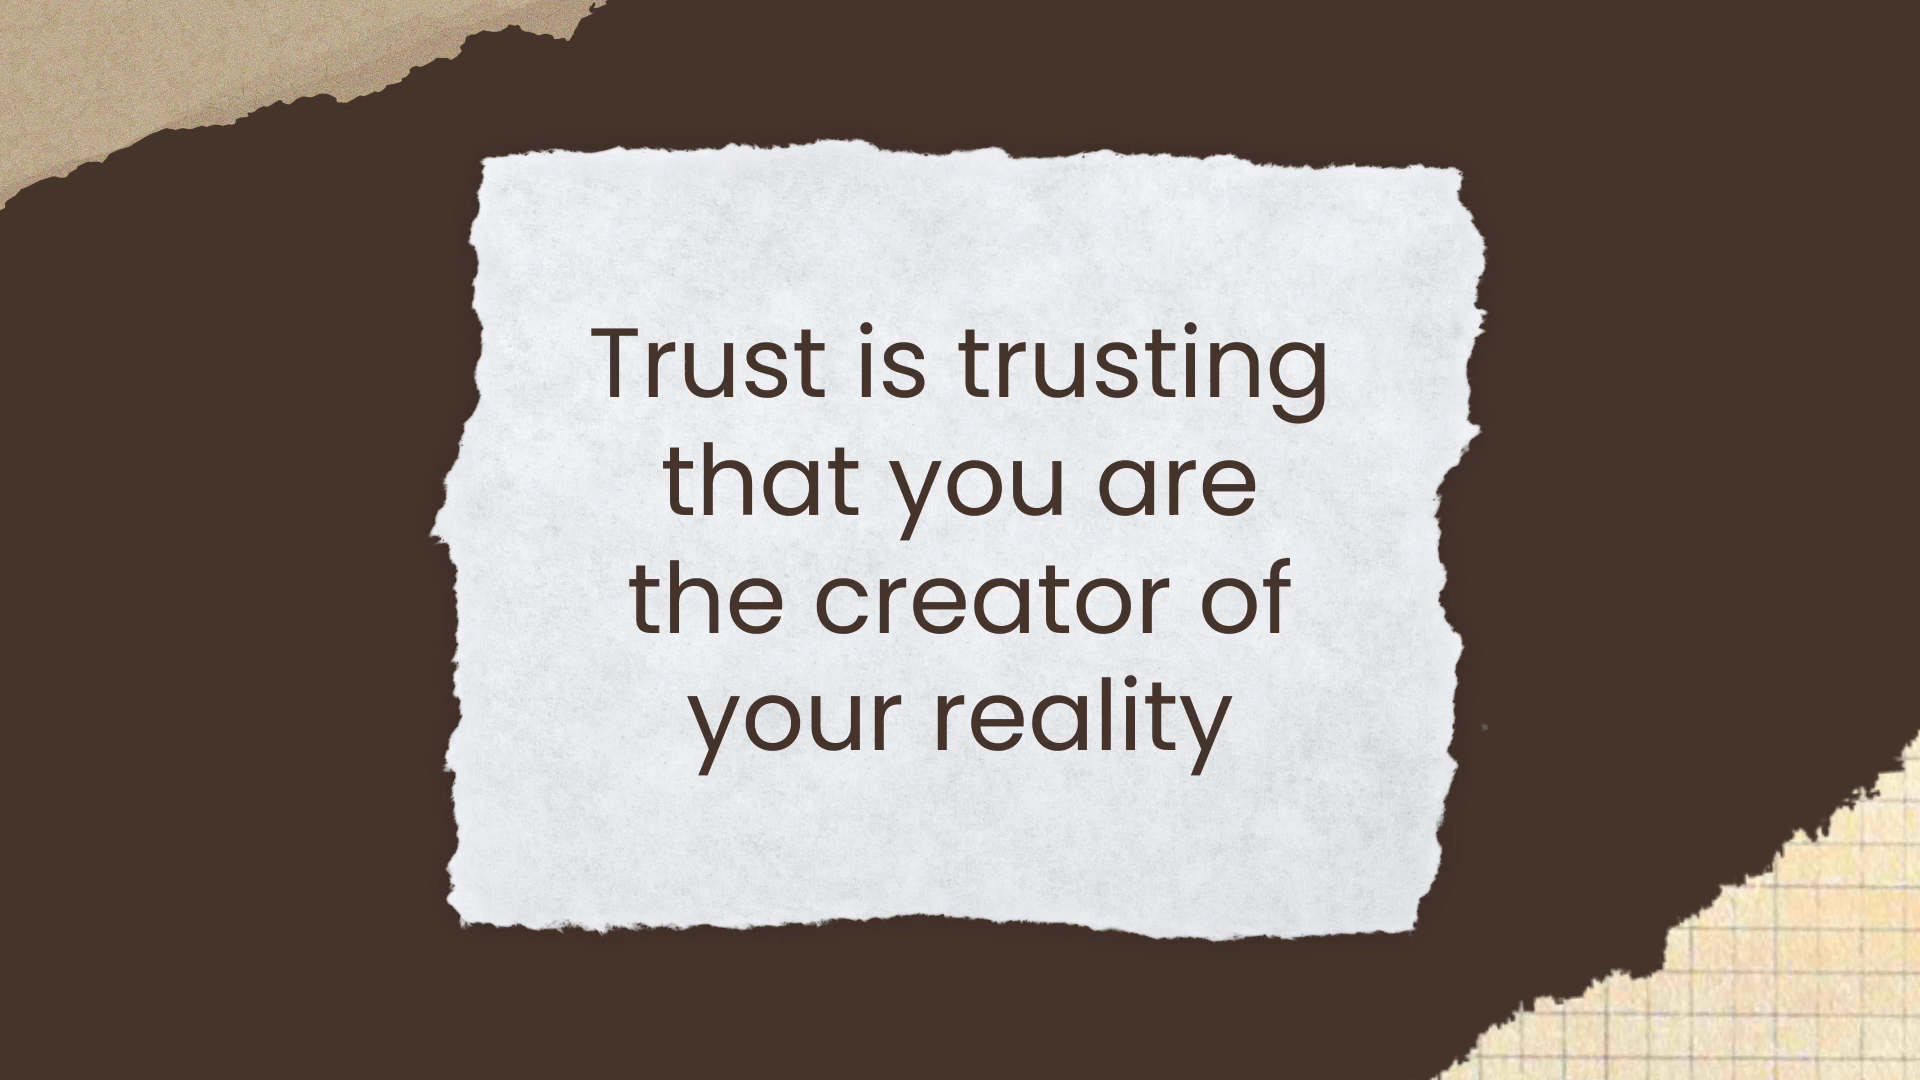 Trust is trusting
that you are
the creator of
your reality